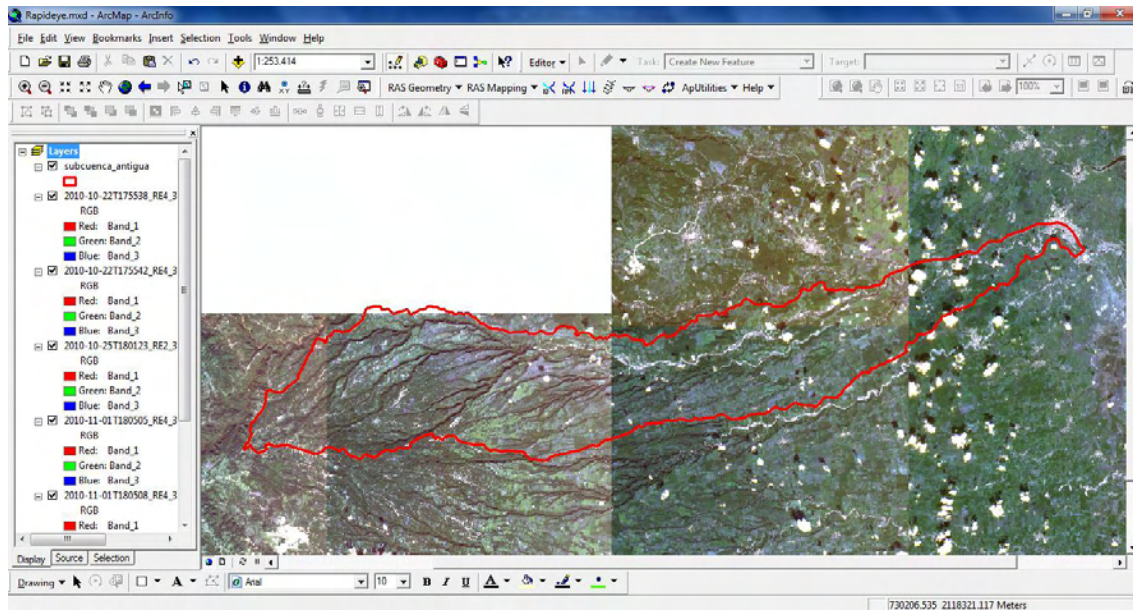 Rapideye.mxd - ArcMap - ArcInfo
File Edit View Bookmarks Insert Selection Tools Window Help
1:253.414 Editor Task: Create New Feature Target:
RAS Geometry RAS Mapping ApUtilities Help 100%
Layers
subcuenca_antigua
2010-10-22T175538_RE4_3
RGB
Red: Band_1
Green: Band_2
Blue: Band_3
2010-10-22T175542_RE4_3
RGB
Red: Band_1
Green: Band_2
Blue: Band_3
2010-10-25T180123_RE2_3
RGB
Red: Band_1
Green: Band_2
Blue: Band_3
2010-11-01T180505_RE4_3
RGB
Red: Band_1
Green: Band_2
Blue: Band_3
2010-11-01T180508_RE4_3
RGB
Red: Band_1
Display Source Selection
Drawing A Arial 10 B I U A
730206.535 2118321.117 Meters